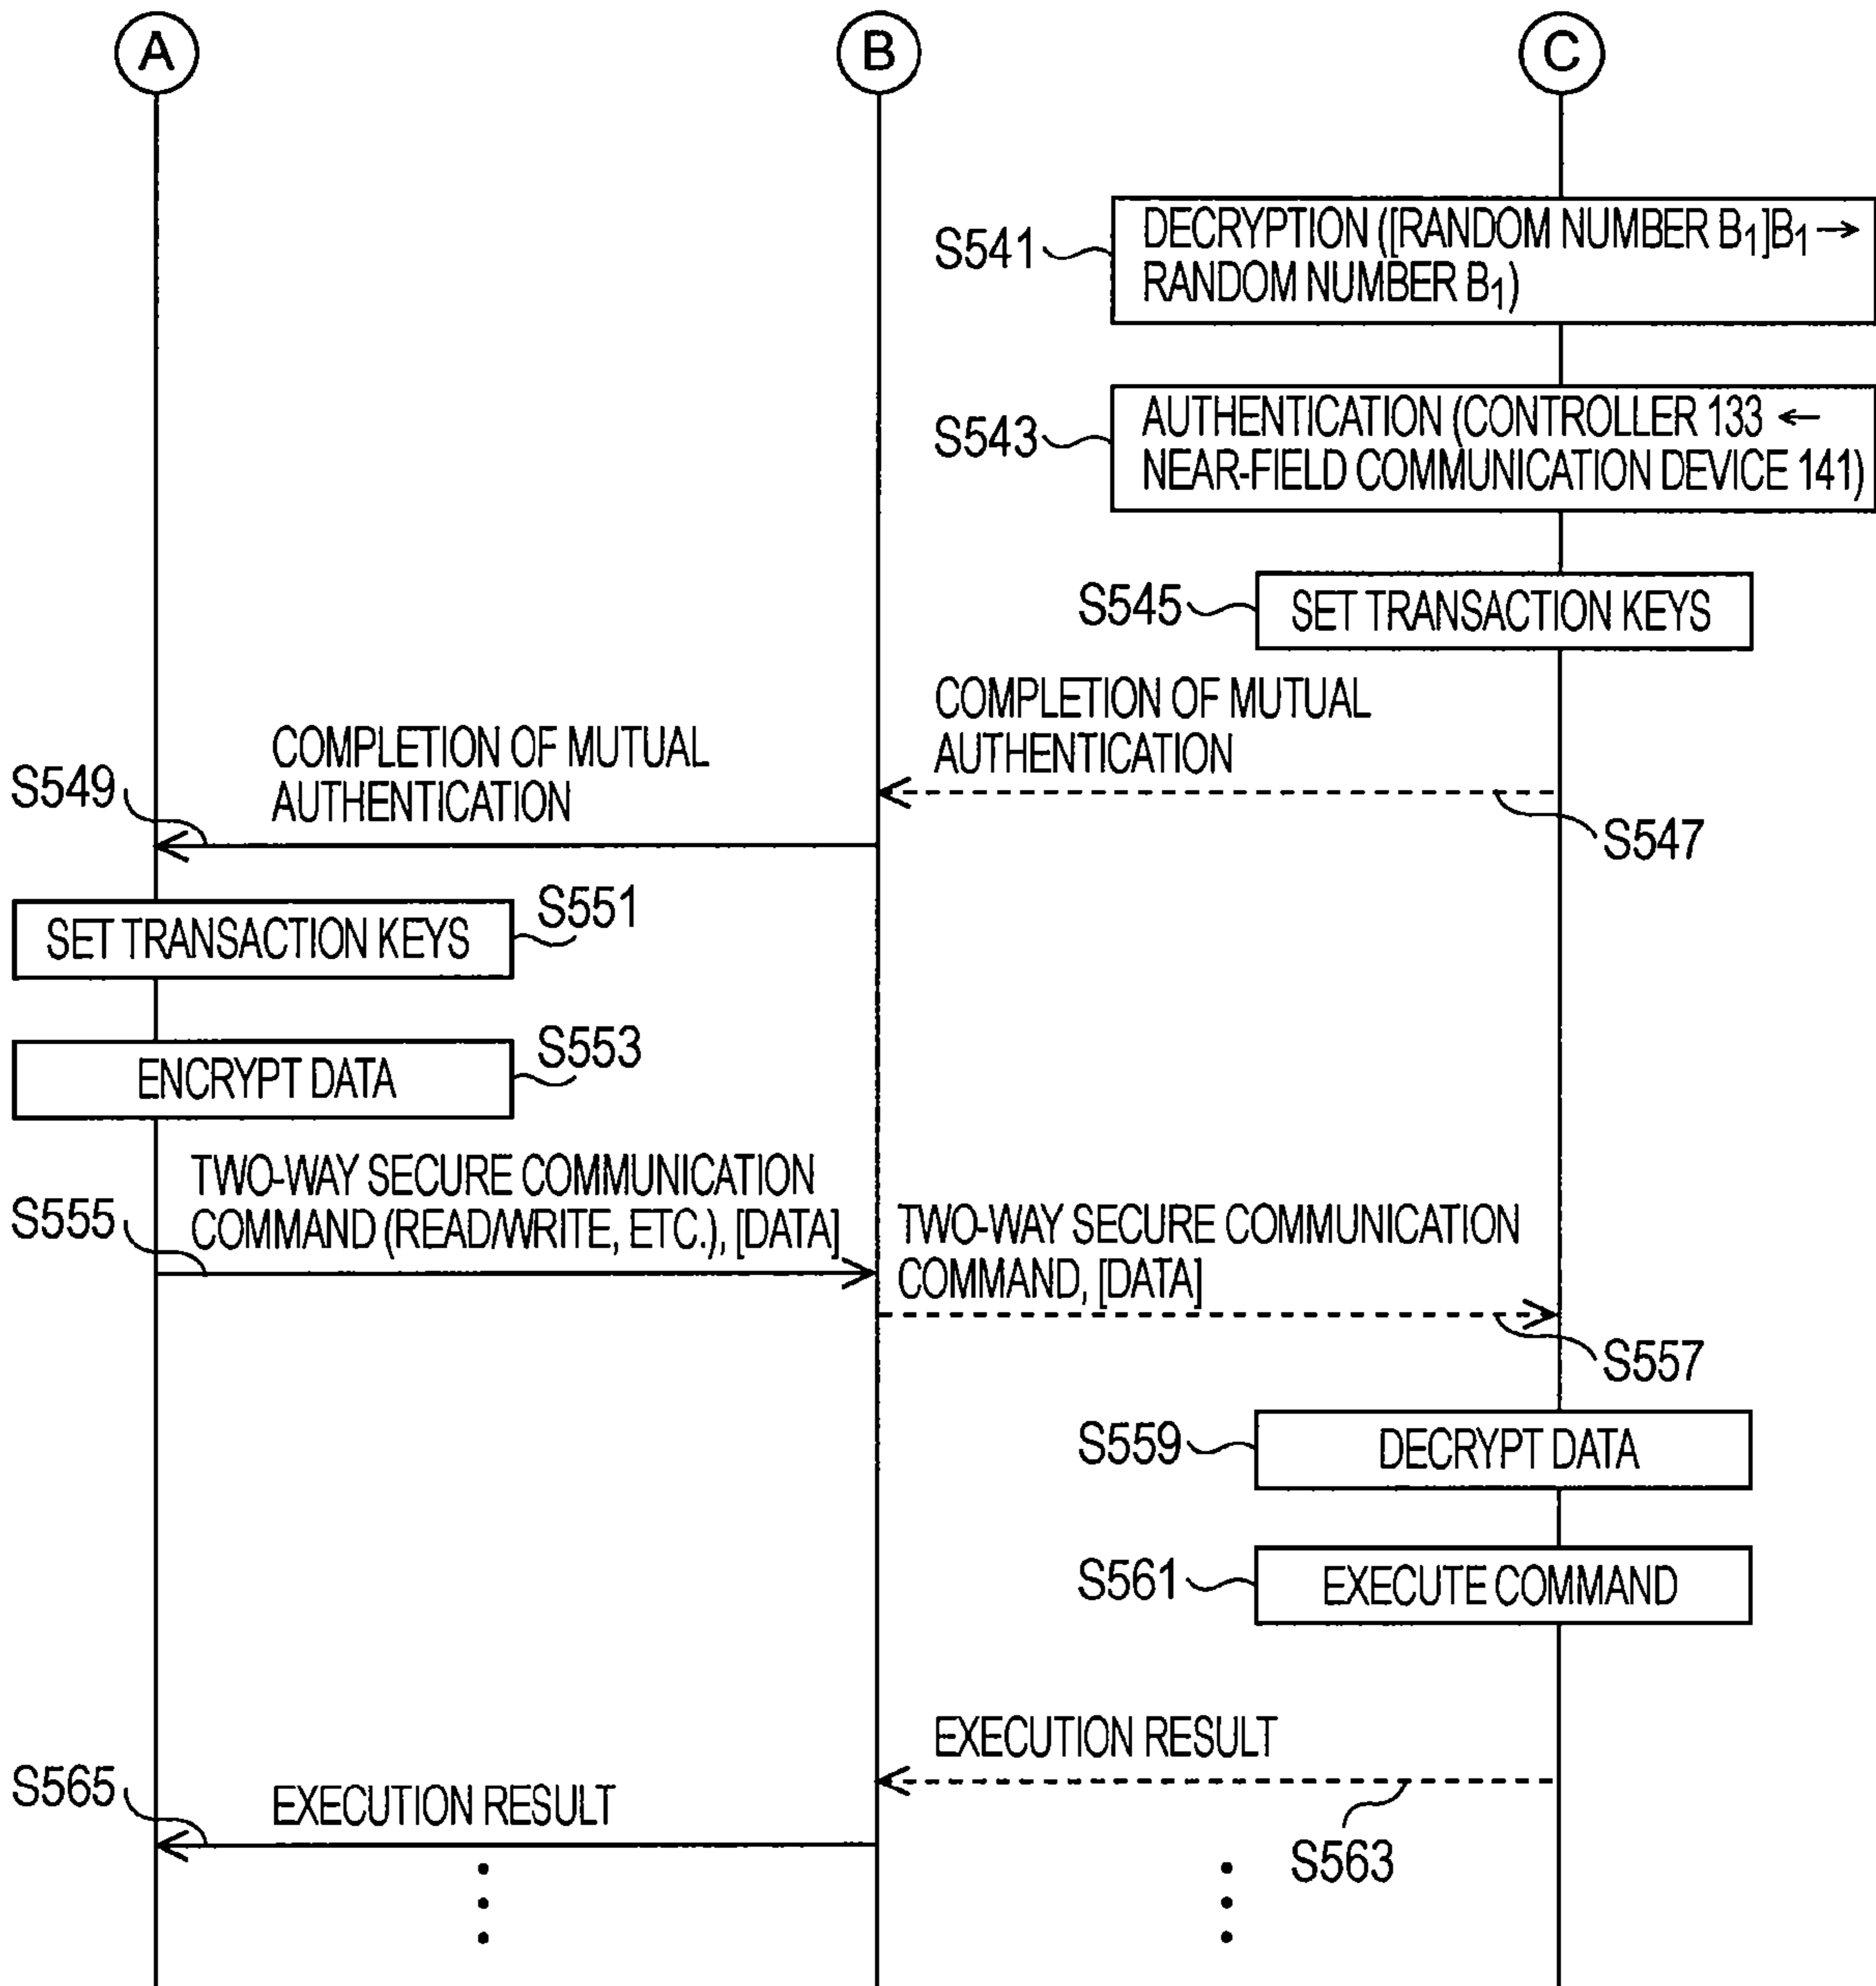 A
B
C
S541
DECRYPTION ([RANDOM NUMBER B1]B1 →
RANDOM NUMBER B1)
S543
AUTHENTICATION (CONTROLLER 133 ←
NEAR-FIELD COMMUNICATION DEVICE 141)
S545
SET TRANSACTION KEYS
COMPLETION OF MUTUAL
AUTHENTICATION
S547
COMPLETION OF MUTUAL
AUTHENTICATION
S549
SET TRANSACTION KEYS
S551
ENCRYPT DATA
S553
TWO-WAY SECURE COMMUNICATION
COMMAND (READ/WRITE, ETC.), [DATA]
S555
TWO-WAY SECURE COMMUNICATION
COMMAND, [DATA]
S557
S559
DECRYPT DATA
S561
EXECUTE COMMAND
EXECUTION RESULT
S563
S565
EXECUTION RESULT